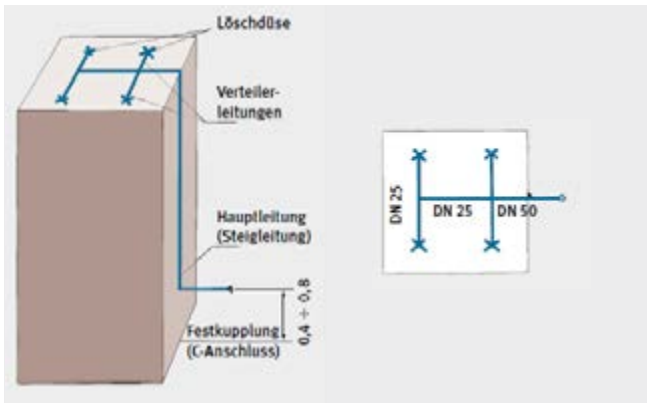 Löschdüse
Verteiler-
leitungen
Hauptleitung
(Steigleitung)
0,4 ÷ 0,8
Festkupplung
(C-Anschluss)
DN 25
DN 25
DN 50